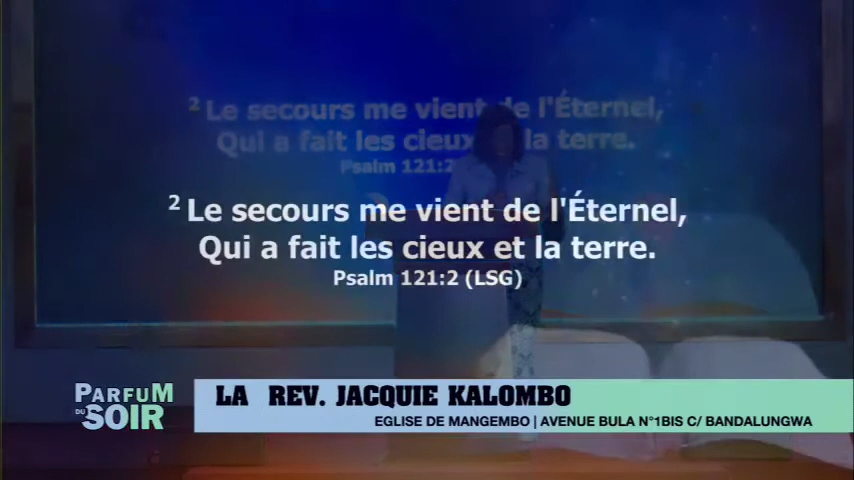 2 Le secours me vient de l'Éternel,
Qui a fait les cieux et la terre.
Psalm 121:2
2 Le secours me vient de l'Éternel,
Qui a fait les cieux et la terre.
Psalm 121:2 (LSG)
PARFUM
DU
SOIR
LA REV. JACQUIE KALOMBO
EGLISE DE MANGEMBO | AVENUE BULA N°1BIS C/ BANDALUNGWA